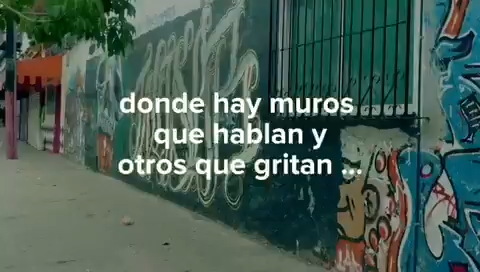 donde hay muros
que hablan y
otros que gritan ...